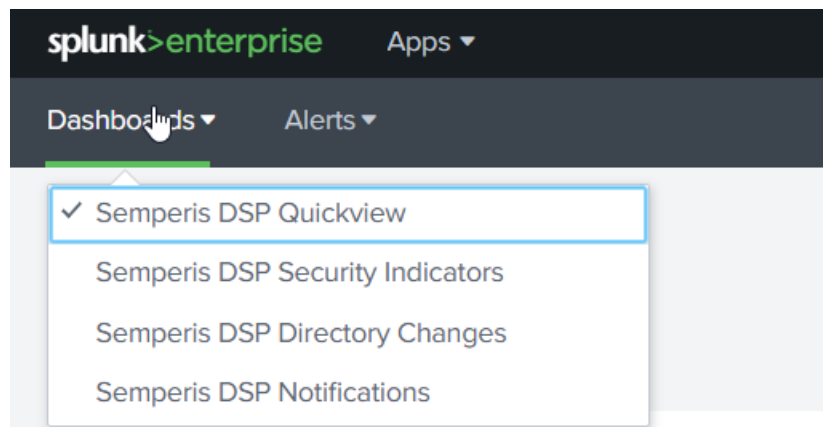 splunk>enterprise Apps
Dashboards Alerts
Semperis DSP Quickview
Semperis DSP Security Indicators
Semperis DSP Directory Changes
Semperis DSP Notifications